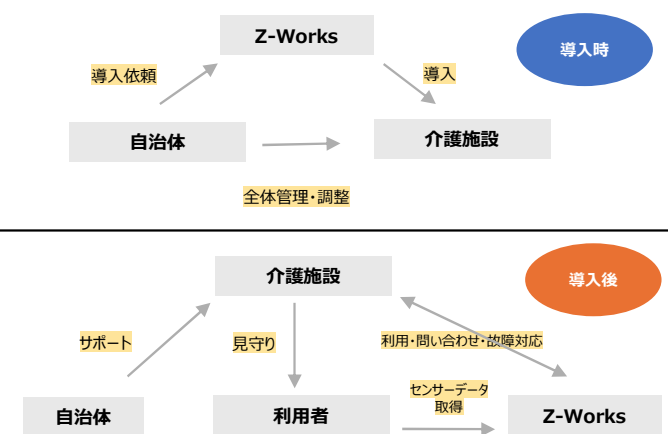 Z-Works
導入時
導入依頼
導入
自治体
介護施設
全体管理・調整
介護施設
導入後
サポート
見守り
利用・問い合わせ・故障対応
センサーデータ
取得
自治体
利用者
Z-Works